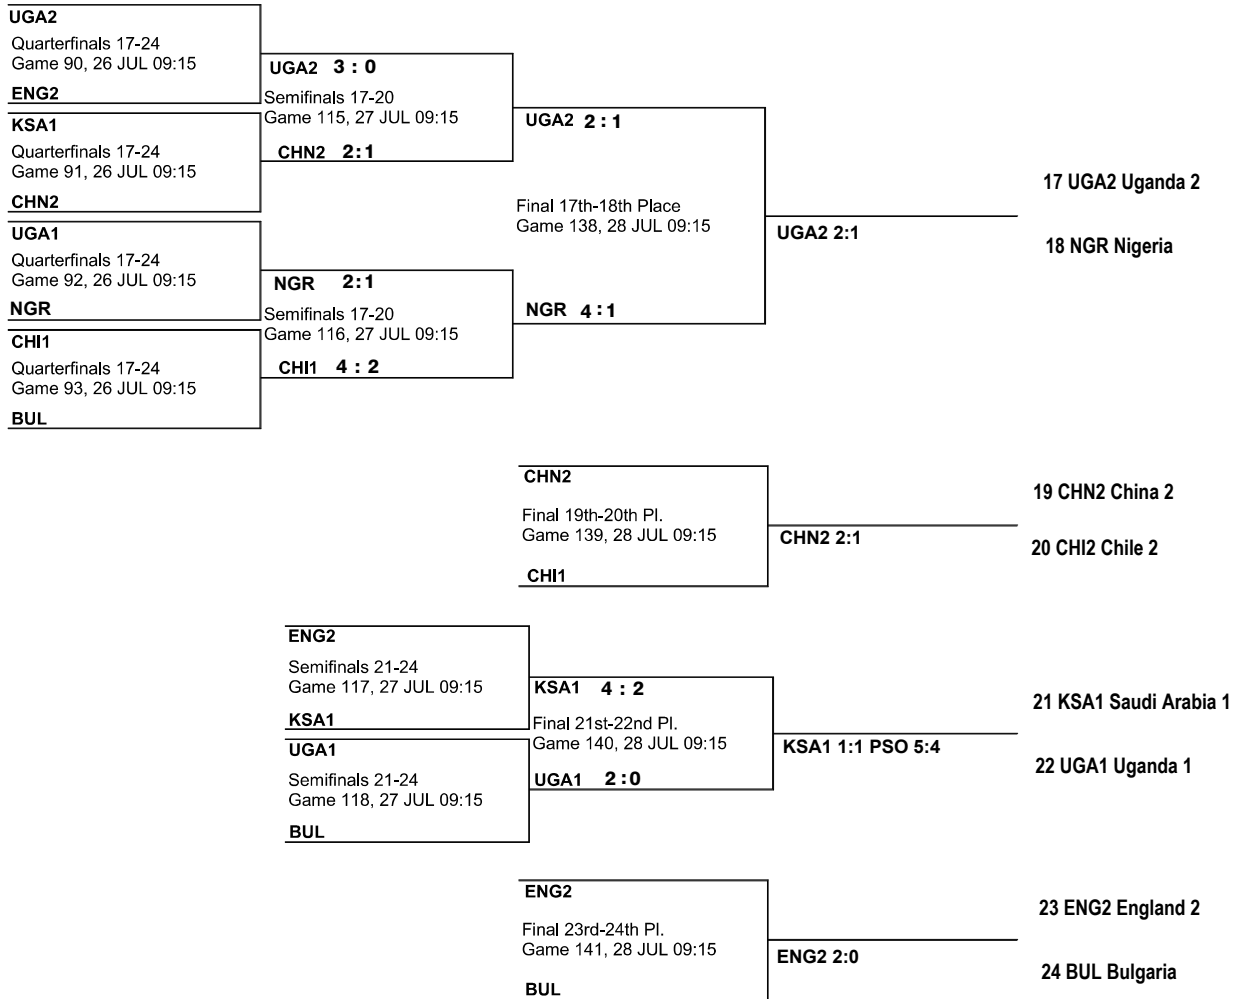 UGA2
Quarterfinals 17-24
Game 90, 26 JUL 09:15
ENG2
KSA1
Quarterfinals 17-24
Game 91, 26 JUL 09:15
CHN2
UGA1
Quarterfinals 17-24
Game 92, 26 JUL 09:15
NGR
CHI1
Quarterfinals 17-24
Game 93, 26 JUL 09:15
BUL
UGA2 3 : 0
Semifinals 17-20
Game 115, 27 JUL 09:15
CHN2 2:1
NGR 2:1
Semifinals 17-20
Game 116, 27 JUL 09:15
CHI1 4 : 2
UGA2 2:1
Final 17th-18th Place
Game 138, 28 JUL 09:15
NGR 4:1
UGA2 2:1
17 UGA2 Uganda 2
18 NGR Nigeria
CHN2
Final 19th-20th Pl.
Game 139, 28 JUL 09:15
CHI1
CHN2 2:1
19 CHN2 China 2
20 CHI2 Chile 2
ENG2
Semifinals 21-24
Game 117, 27 JUL 09:15
KSA1
UGA1
Semifinals 21-24
Game 118, 27 JUL 09:15
BUL
KSA1 4 : 2
Final 21st-22nd Pl.
Game 140, 28 JUL 09:15
UGA1 2:0
KSA1 1:1 PSO 5:4
21 KSA1 Saudi Arabia 1
22 UGA1 Uganda 1
ENG2
Final 23rd-24th Pl.
Game 141, 28 JUL 09:15
BUL
ENG2 2:0
23 ENG2 England 2
24 BUL Bulgaria